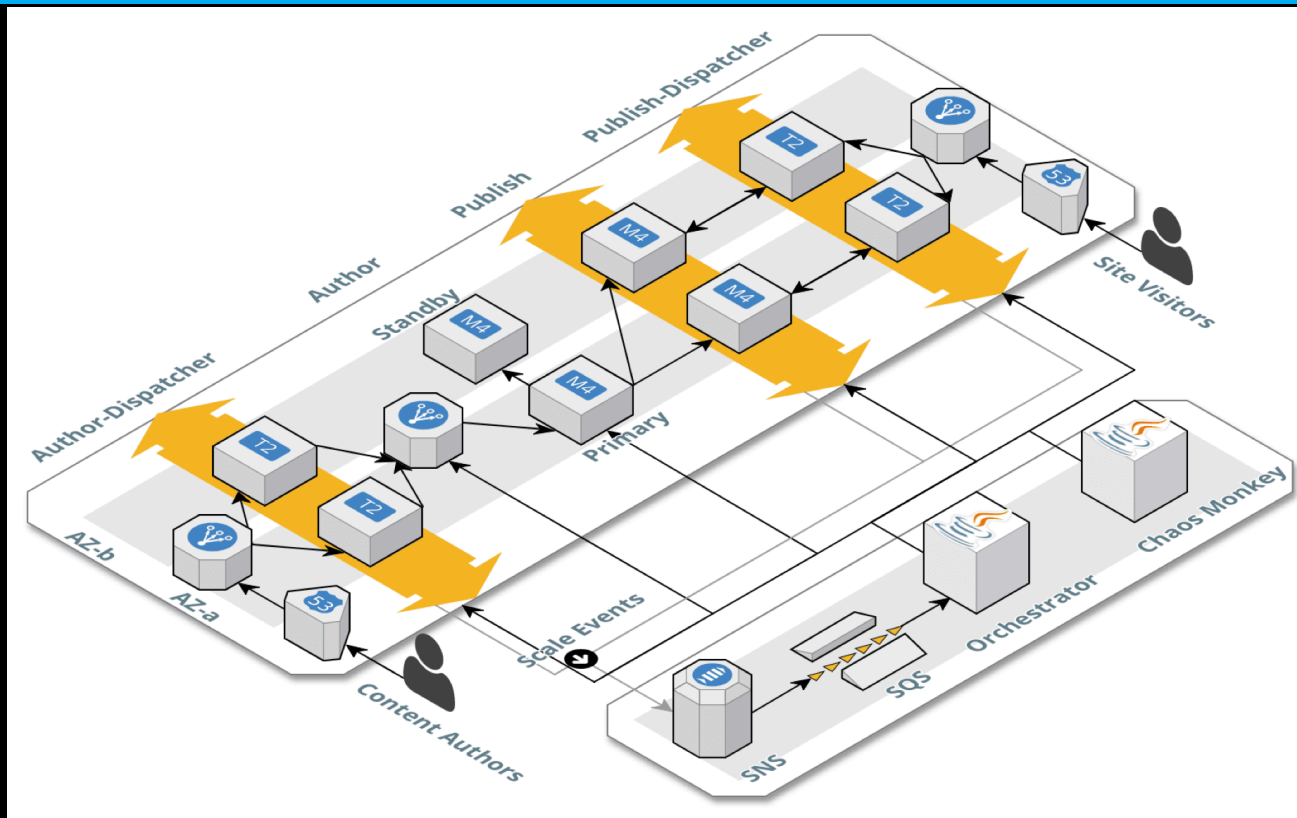 Publish-Dispatcher
T2
53
T2
Site Visitors
Publish
M4
M4
Author
Standby
M4
M4
Primary
Author-Dispatcher
T2
T2
AZ-b
AZ-a
53
Content Authors
Scale Events
Chaos Monkey
Orchestrator
SQS
SNS